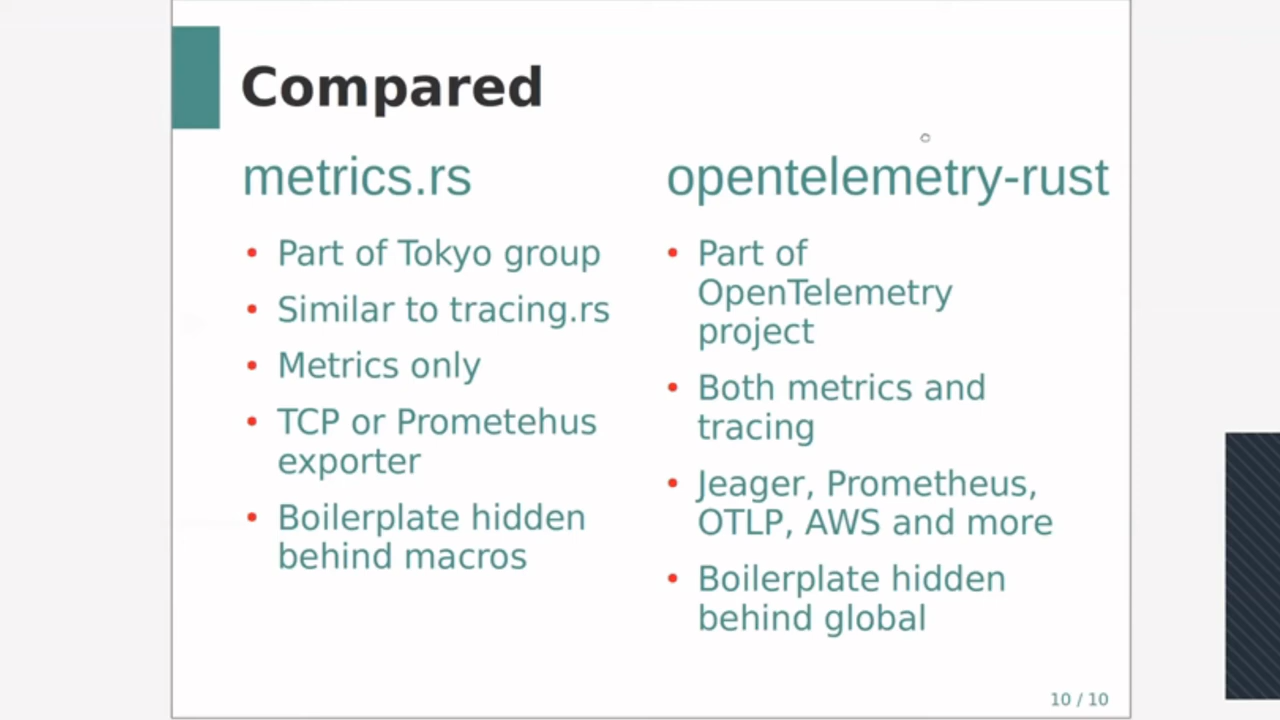 Compared
metrics.rs
• Part of Tokyo group
• Similar to tracing.rs
• Metrics only
• TCP or Prometehus
exporter
• Boilerplate hidden
behind macros
opentelemetry-rust
• Part of
OpenTelemetry
project
• Both metrics and
tracing
• Jeager, Prometheus,
OTLP, AWS and more
• Boilerplate hidden
behind global
10 / 10